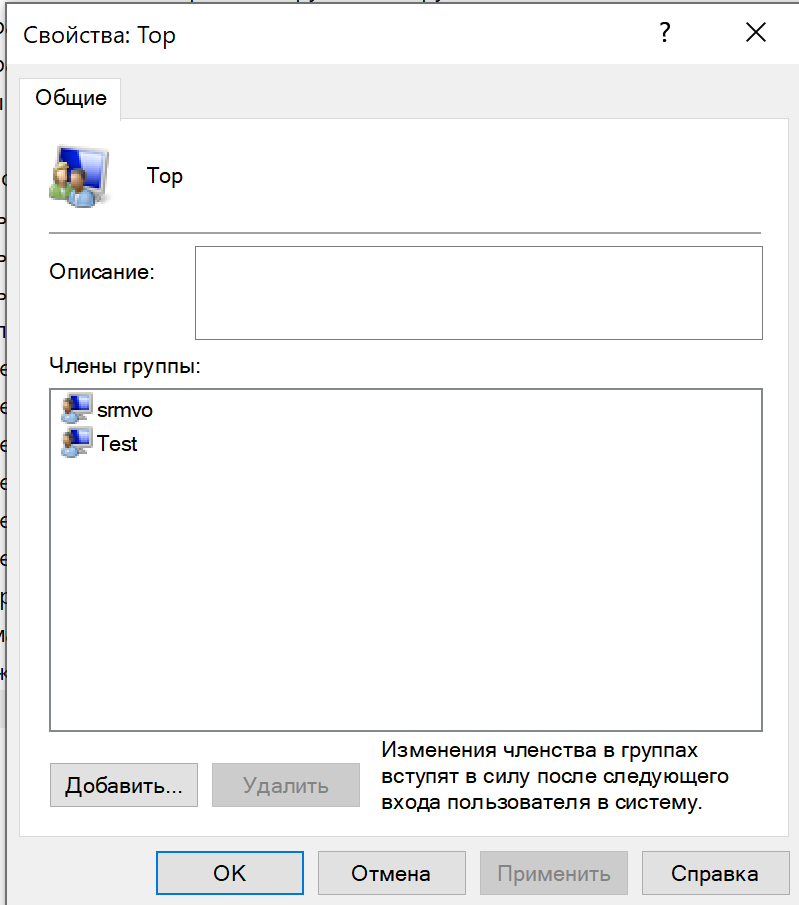 Свойства: Top
?
Общие
Top
Описание:
Члены группы:
srmvo
Test
Изменения членства в группах
вступят в силу после следующего
входа пользователя в систему.
Добавить...
Удалить
OK
Отмена
Применить
Справка